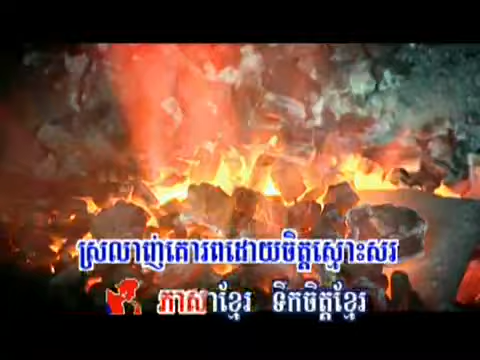 ស្រលាញ់គោរពដោយចិត្តស្មោះសរ
ភាសាខ្មែរ ទឹកចិត្តខ្មែរ